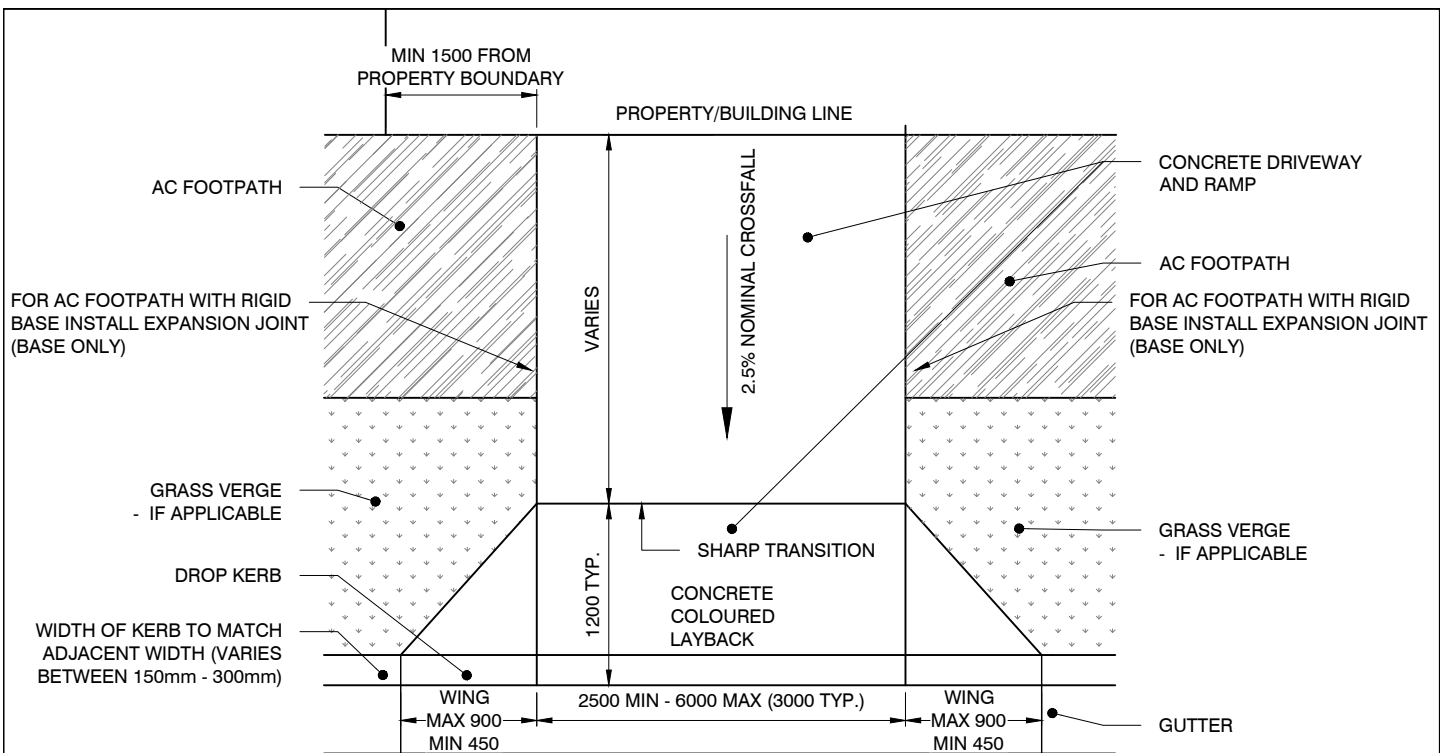 MIN 1500 FROM
PROPERTY BOUNDARY
PROPERTY/BUILDING LINE
AC FOOTPATH
CONCRETE DRIVEWAY
AND RAMP
2.5% NOMINAL CROSSFALL
VARIES
AC FOOTPATH
FOR AC FOOTPATH WITH RIGID
BASE INSTALL EXPANSION JOINT
(BASE ONLY)
FOR AC FOOTPATH WITH RIGID
BASE INSTALL EXPANSION JOINT
(BASE ONLY)
GRASS VERGE
- IF APPLICABLE
GRASS VERGE
- IF APPLICABLE
SHARP TRANSITION
DROP KERB
1200 TYP.
CONCRETE
COLOURED
LAYBACK
WIDTH OF KERB TO MATCH
ADJACENT WIDTH (VARIES
BETWEEN 150mm - 300mm)
WING
MAX 900
MIN 450
2500 MIN - 6000 MAX (3000 TYP.)
WING
MAX 900
MIN 450
GUTTER